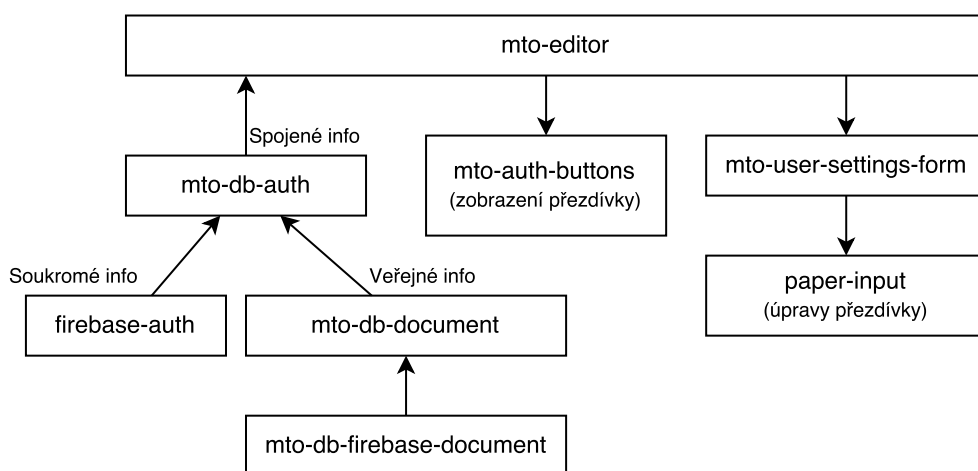 mto-editor
Spojené info
mto-db-auth
mto-auth-buttons
(zobrazení přezdívky)
mto-user-settings-form
Soukromé info
Veřejné info
firebase-auth
mto-db-document
paper-input
(úpravy přezdívky)
mto-db-firebase-document